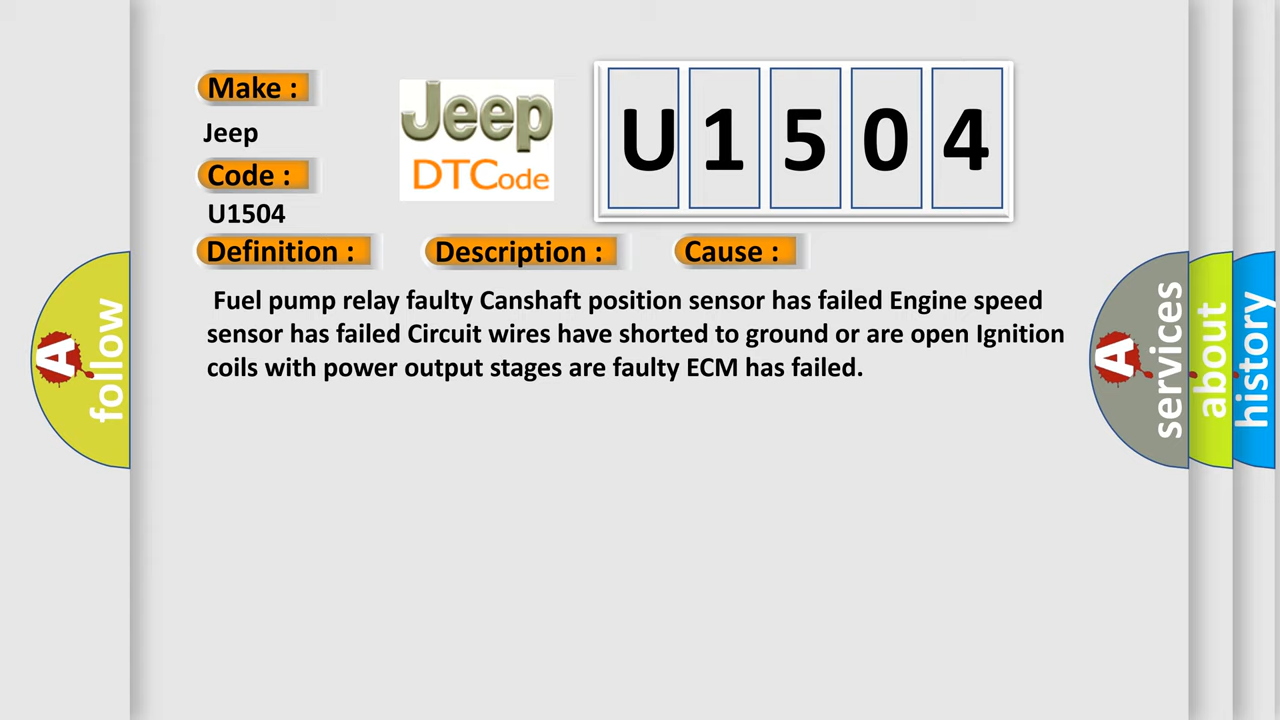 Make :
Jeep
Code :
U1504
Jeep
DTCode
U 1 5 0 4
Definition :
Description :
Cause :
Fuel pump relay faulty Canshaft position sensor has failed Engine speed
sensor has failed Circuit wires have shorted to ground or are open Ignition
coils with power output stages are faulty ECM has failed.
A
follow
A
services
about
history